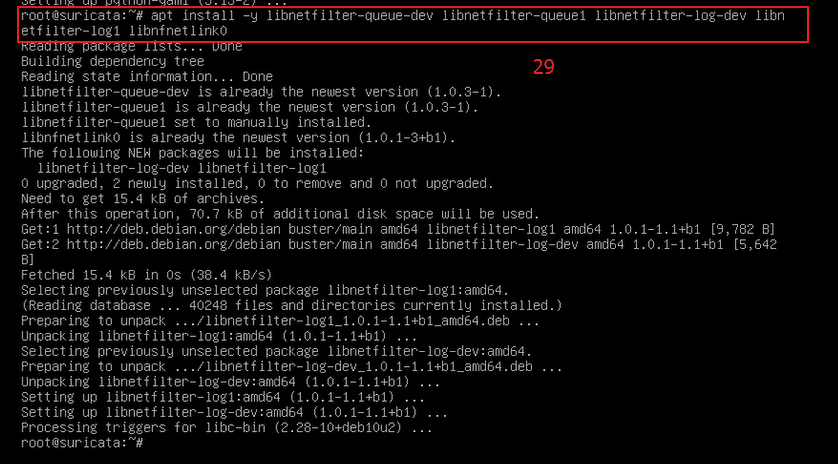 Setting up python-yaml (3.13-2) ...
root@suricata:~# apt install -y libnetfilter-queue-dev libnetfilter-queue1 libnetfilter-log-dev libn
etfilter-log1 libnfnetlink0
Reading package lists... Done
Building dependency tree
29
Reading state information... Done
libnetfilter-queue-dev is already the newest version (1.0.3-1).
libnetfilter-queue1 is already the newest version (1.0.3-1).
libnetfilter-queue1 set to manually installed.
libnfnetlink0 is already the newest version (1.0.1-3+b1).
The following NEW packages will be installed:
  libnetfilter-log-dev libnetfilter-log1
0 upgraded, 2 newly installed, 0 to remove and 0 not upgraded.
Need to get 15.4 kB of archives.
After this operation, 70.7 kB of additional disk space will be used.
Get:1 http://deb.debian.org/debian buster/main amd64 libnetfilter-log1 amd64 1.0.1-1.1+b1 [9,782 B]
Get:2 http://deb.debian.org/debian buster/main amd64 libnetfilter-log-dev amd64 1.0.1-1.1+b1 [5,642
B]
Fetched 15.4 kB in 0s (38.4 kB/s)
Selecting previously unselected package libnetfilter-log1:amd64.
(Reading database ... 40248 files and directories currently installed.)
Preparing to unpack .../libnetfilter-log1_1.0.1-1.1+b1_amd64.deb ...
Unpacking libnetfilter-log1:amd64 (1.0.1-1.1+b1) ...
Selecting previously unselected package libnetfilter-log-dev:amd64.
Preparing to unpack .../libnetfilter-log-dev_1.0.1-1.1+b1_amd64.deb ...
Unpacking libnetfilter-log-dev:amd64 (1.0.1-1.1+b1) ...
Setting up libnetfilter-log1:amd64 (1.0.1-1.1+b1) ...
Setting up libnetfilter-log-dev:amd64 (1.0.1-1.1+b1) ...
Processing triggers for libc-bin (2.28-10+deb10u2) ...
root@suricata:~#